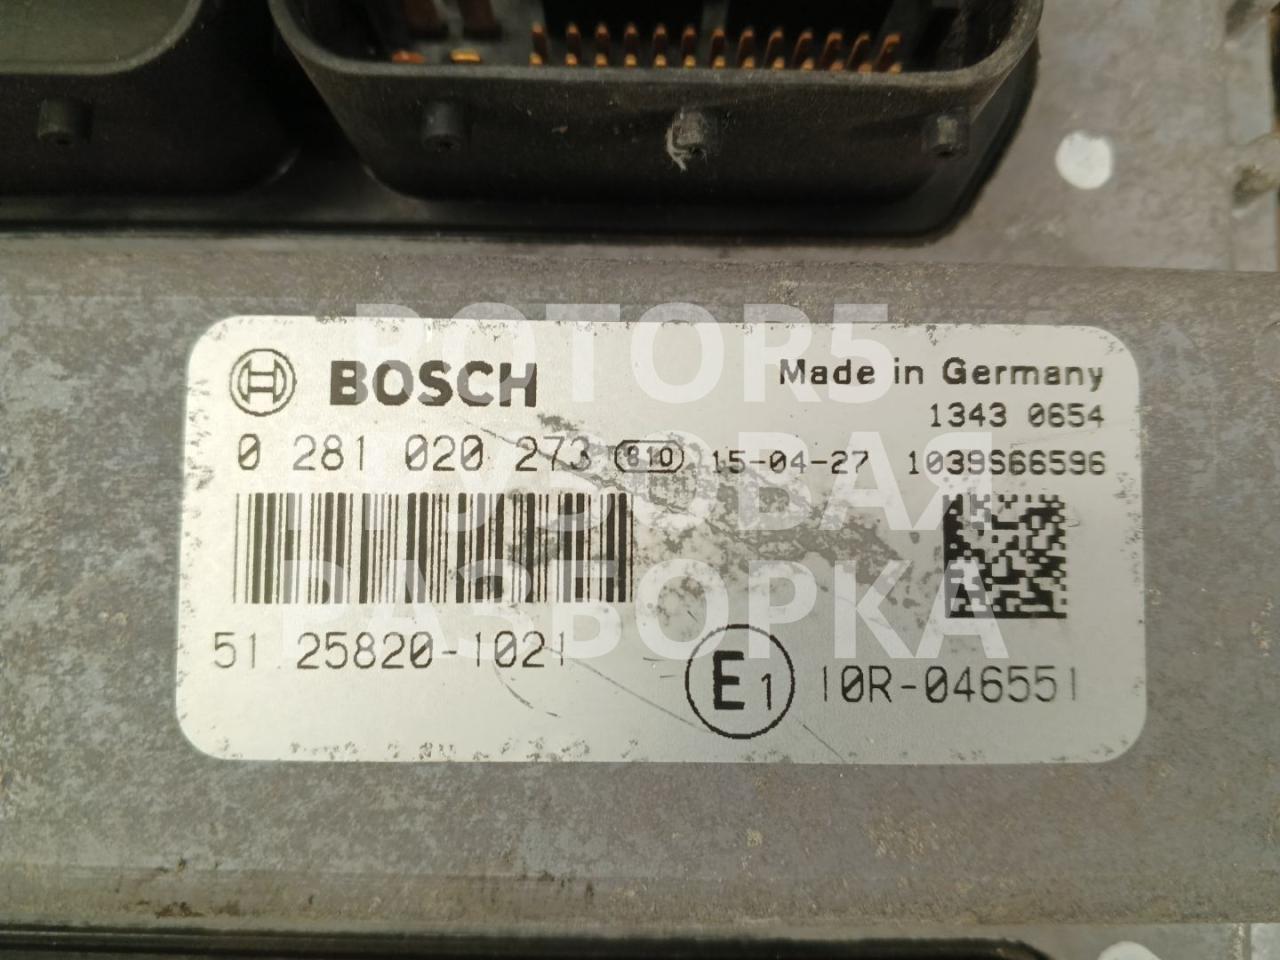 BOSCH
Made in Germany
1343 0654
0 281 020 273 810 15-04-27 1039S66596
51.25820-1021
E1 10R-046551
РОТОР5
ГРУЗОВАЯ
РАЗБОРКА